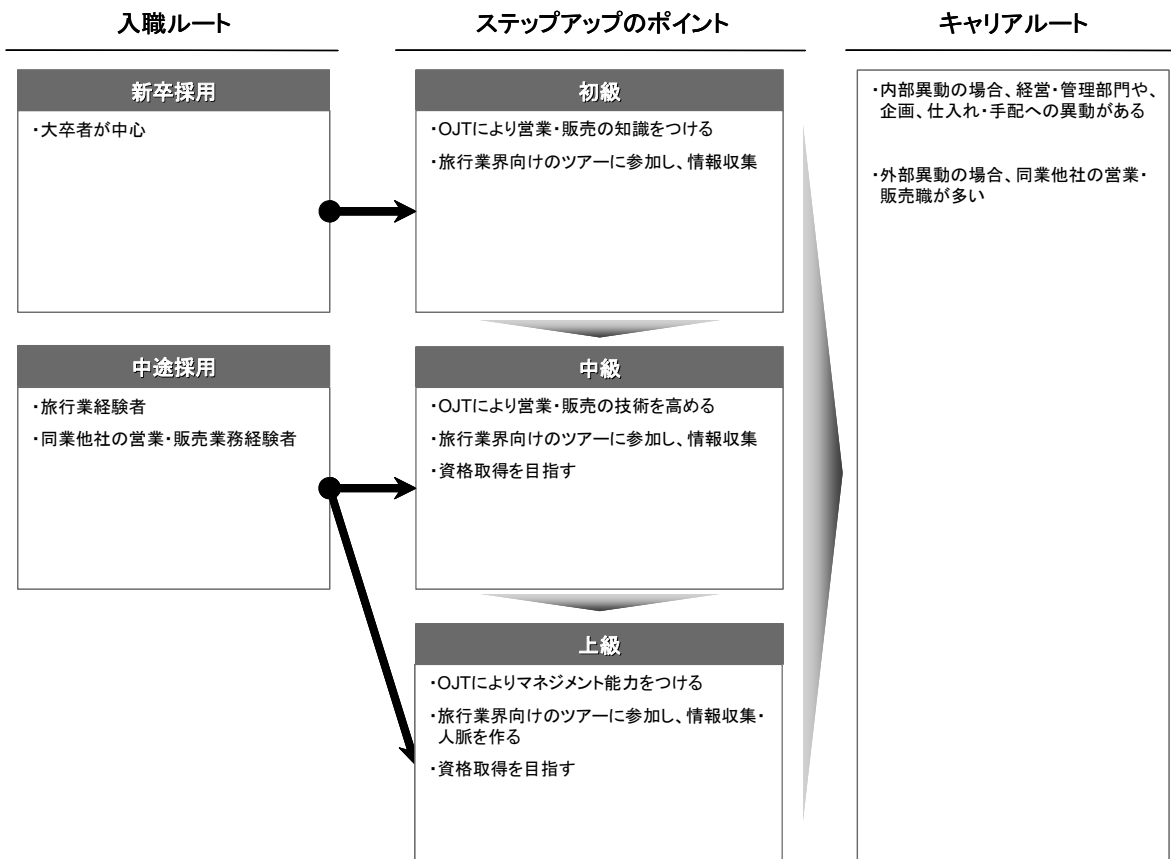 入職ルート
ステップアップのポイント
キャリアルート
新卒採用
・大卒者が中心
中途採用
・旅行業経験者
・同業他社の営業・販売業務経験者
初級
・OJTにより営業・販売の知識をつける
・旅行業界向けのツアーに参加し、情報収集
中級
・OJTにより営業・販売の技術を高める
・旅行業界向けのツアーに参加し、情報収集
・資格取得を目指す
上級
・OJTによりマネジメント能力をつける
・旅行業界向けのツアーに参加し、情報収集・
人脈を作る
・資格取得を目指す
・内部異動の場合、経営・管理部門や、
企画、仕入れ・手配への異動がある
・外部異動の場合、同業他社の営業・
販売職が多い